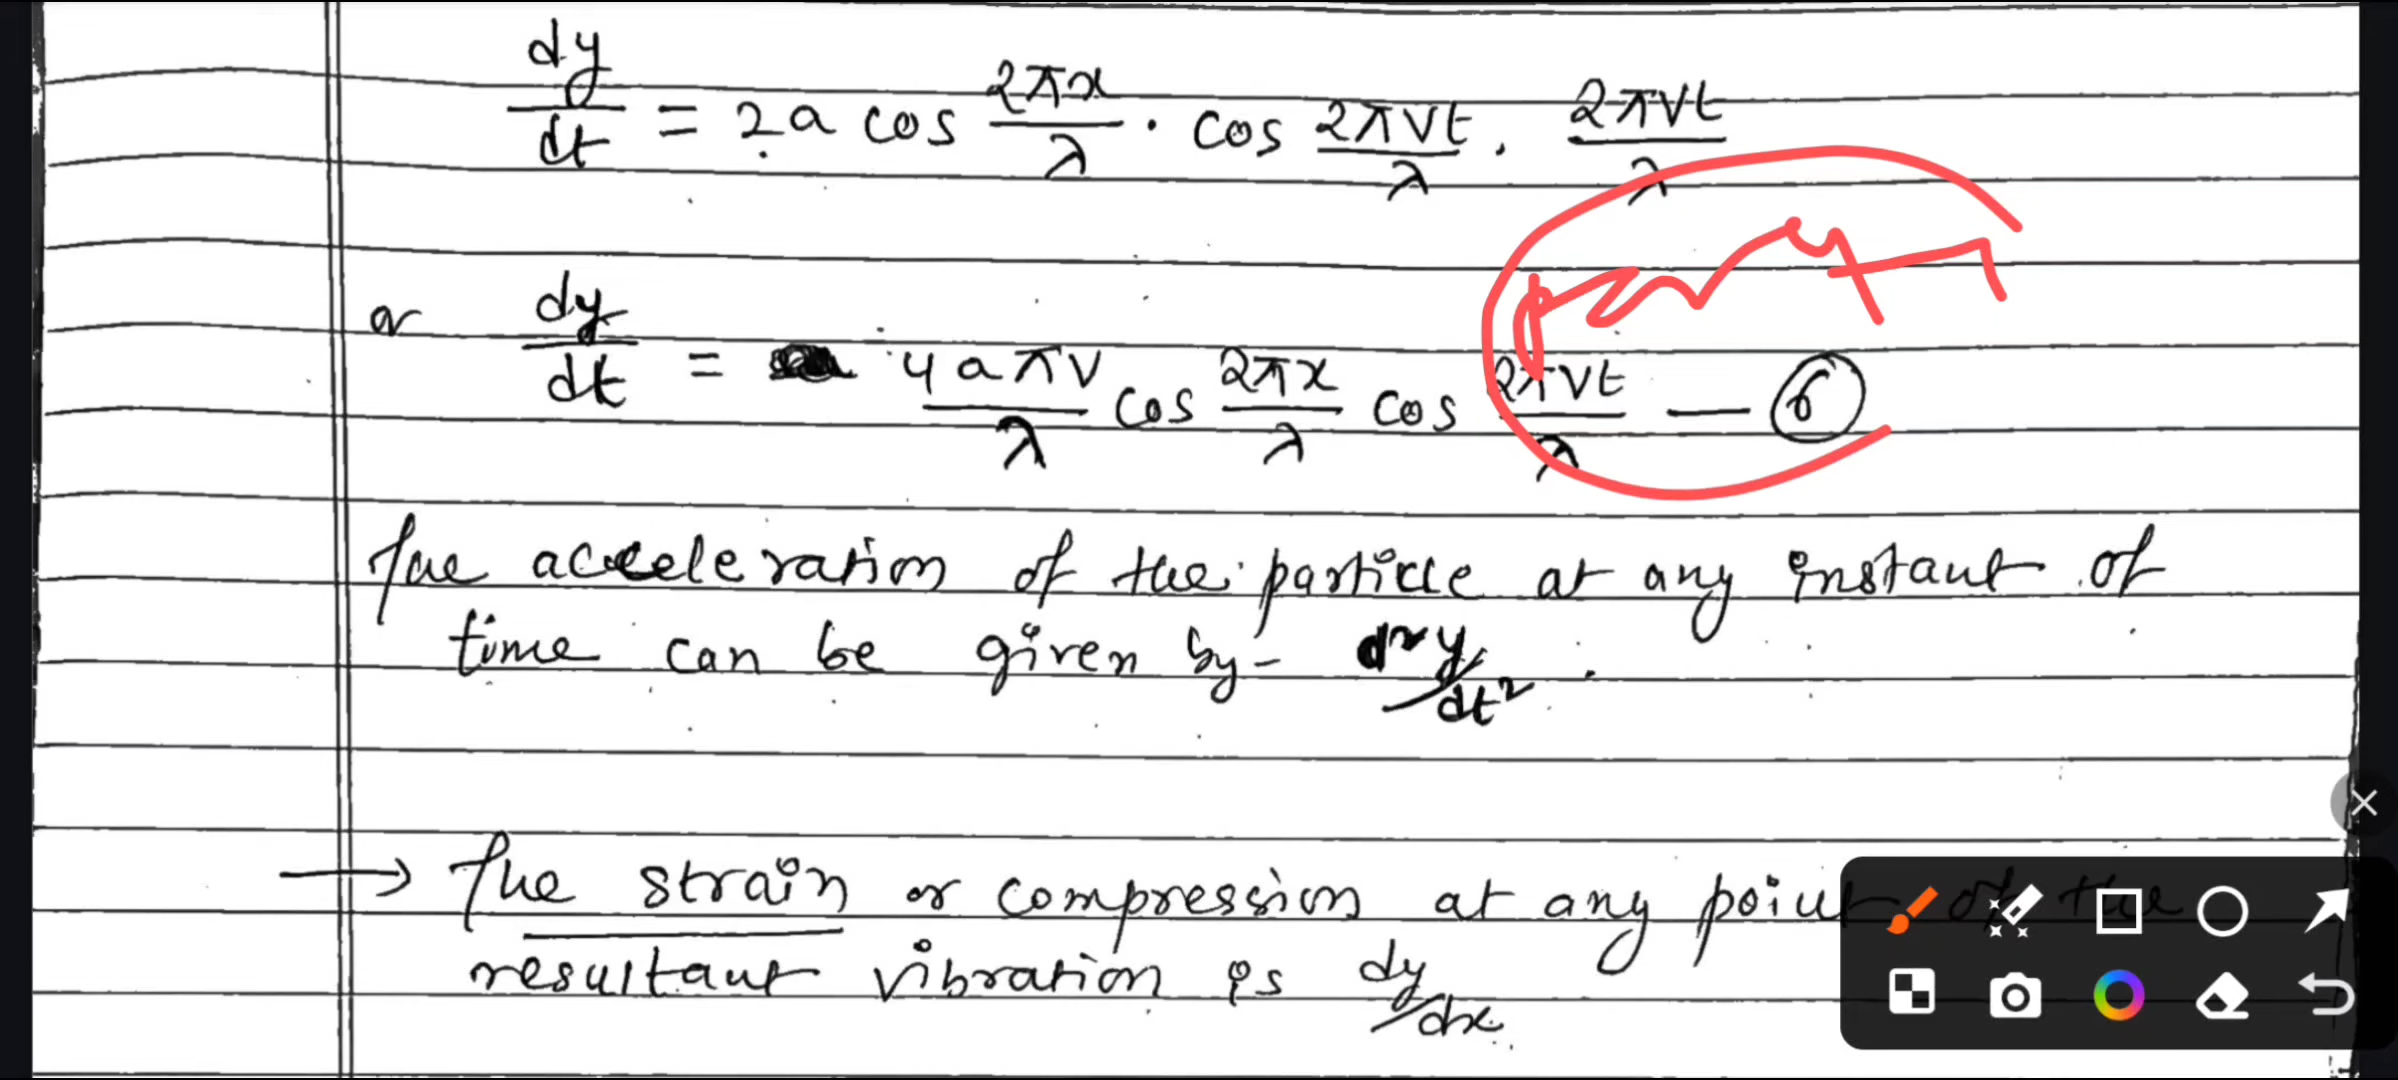 dy/dt = 2a cos 2πx/λ · cos 2πvt/λ . 2πvt/λ
or dy/dt = 4aπv/λ cos 2πx/λ cos 2πvt/λ — 6
The acceleration of the particle at any instant of
time can be given by - d²y/dt² .
→ The strain or compression at any point of the
resultant vibration is dy/dx